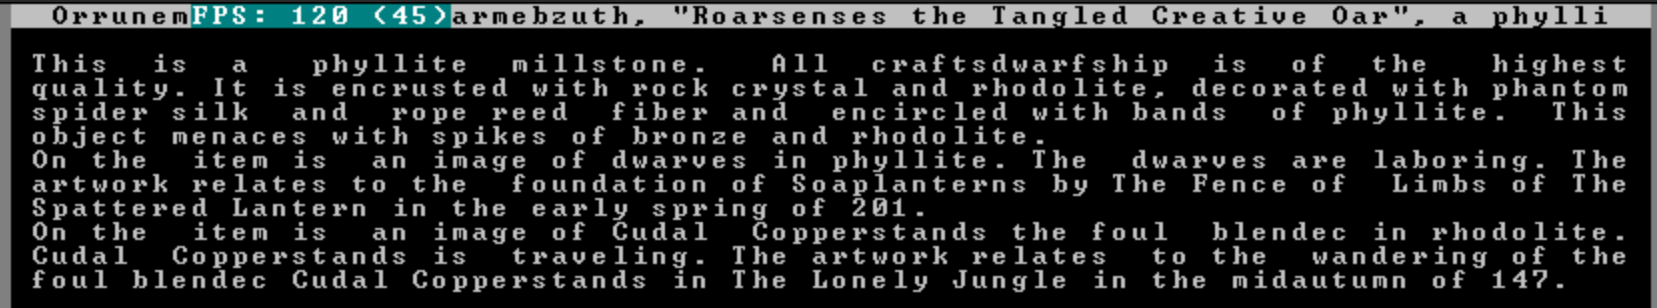 OrrunemFPS: 120 (45)armebzuth, "Roarsenses the Tangled Creative Oar", a phylli
This is a phyllite millstone. All craftsdwarfship is of the highest
quality. It is encrusted with rock crystal and rhodolite, decorated with phantom
spider silk and rope reed fiber and encircled with bands of phyllite. This
object menaces with spikes of bronze and rhodolite.
On the item is an image of dwarves in phyllite. The dwarves are laboring. The
artwork relates to the foundation of Soaplanterns by The Fence of Limbs of The
Spattered Lantern in the early spring of 201.
On the item is an image of Cudal Copperstands the foul blendec in rhodolite.
Cudal Copperstands is traveling. The artwork relates to the wandering of the
foul blendec Cudal Copperstands in The Lonely Jungle in the midautumn of 147.